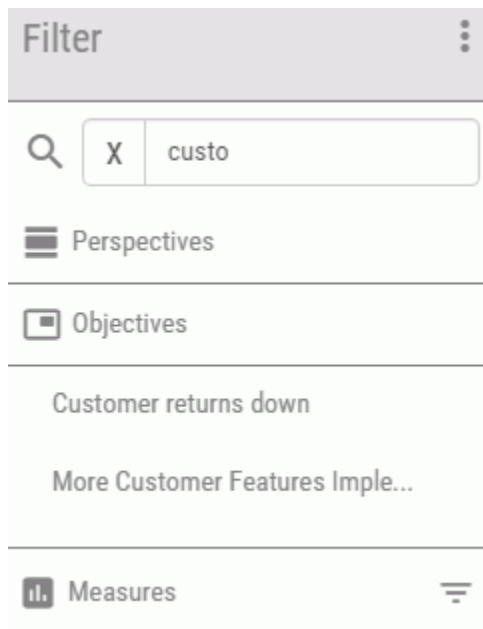 Filter
X custo
Perspectives
Objectives
Customer returns down
More Customer Features Imple...
Measures